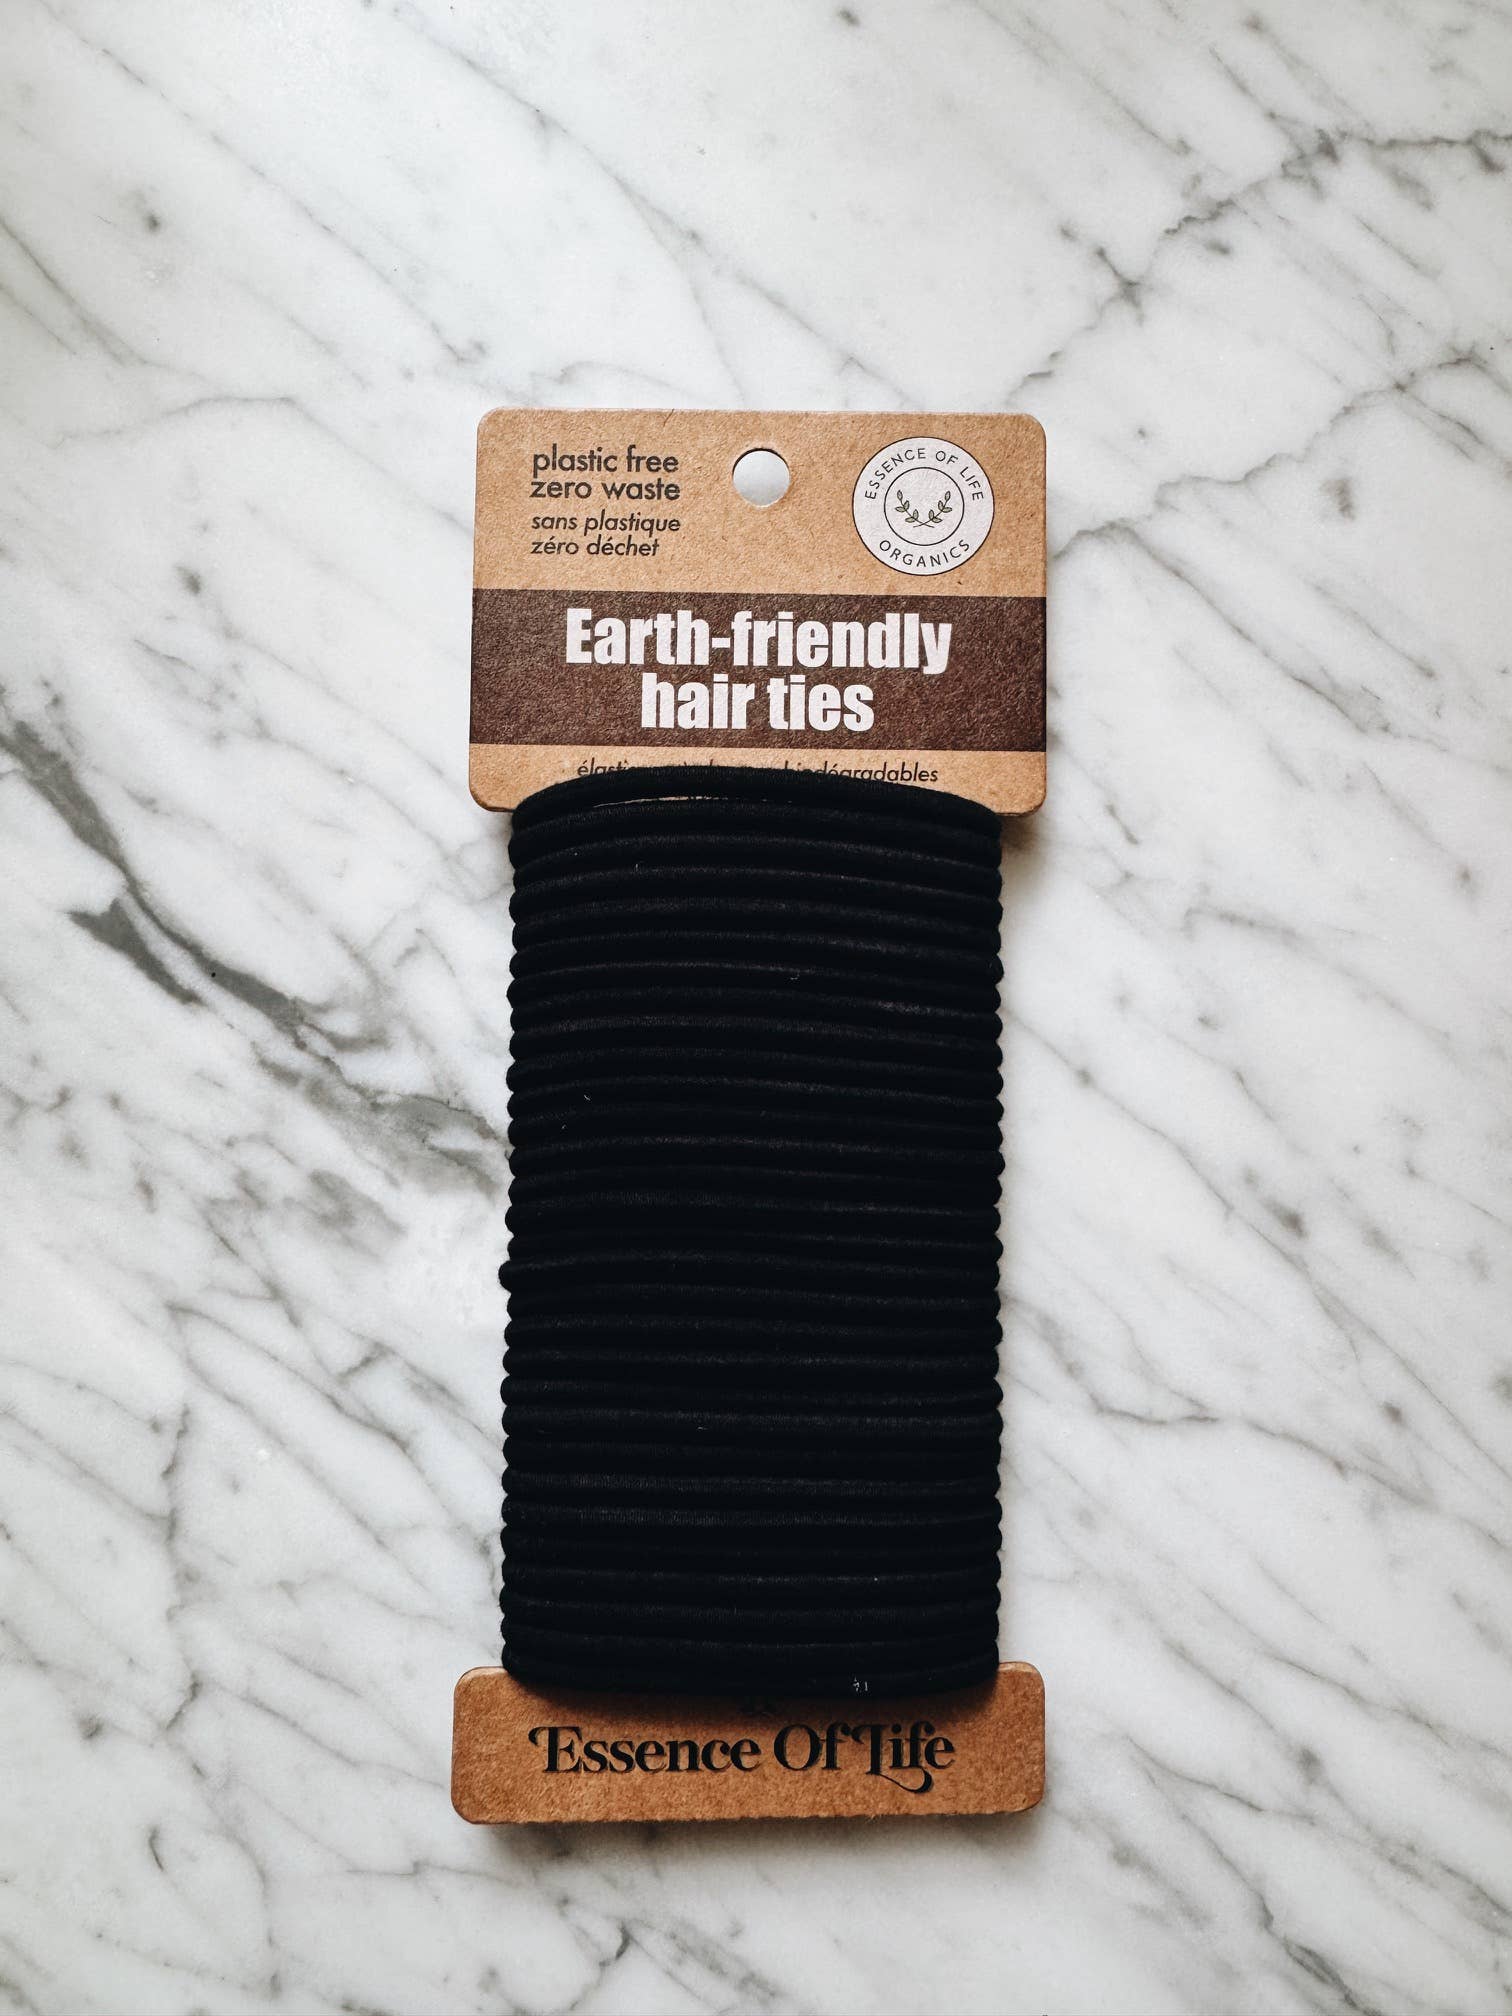 plastic free
zero waste
sans plastique
zéro déchet
ESSENCE OF LIFE
ORGANICS
Earth-friendly
hair ties
biodégradables
Essence Of Life